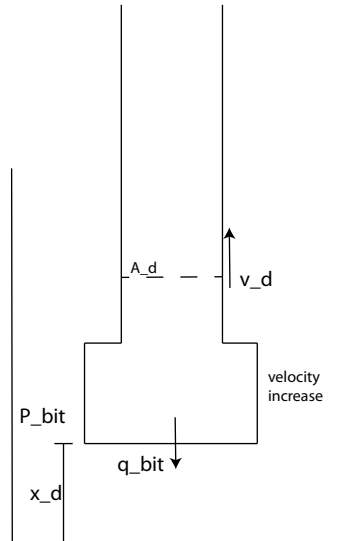 A_d
v_d
velocity
increase
P_bit
q_bit
x_d